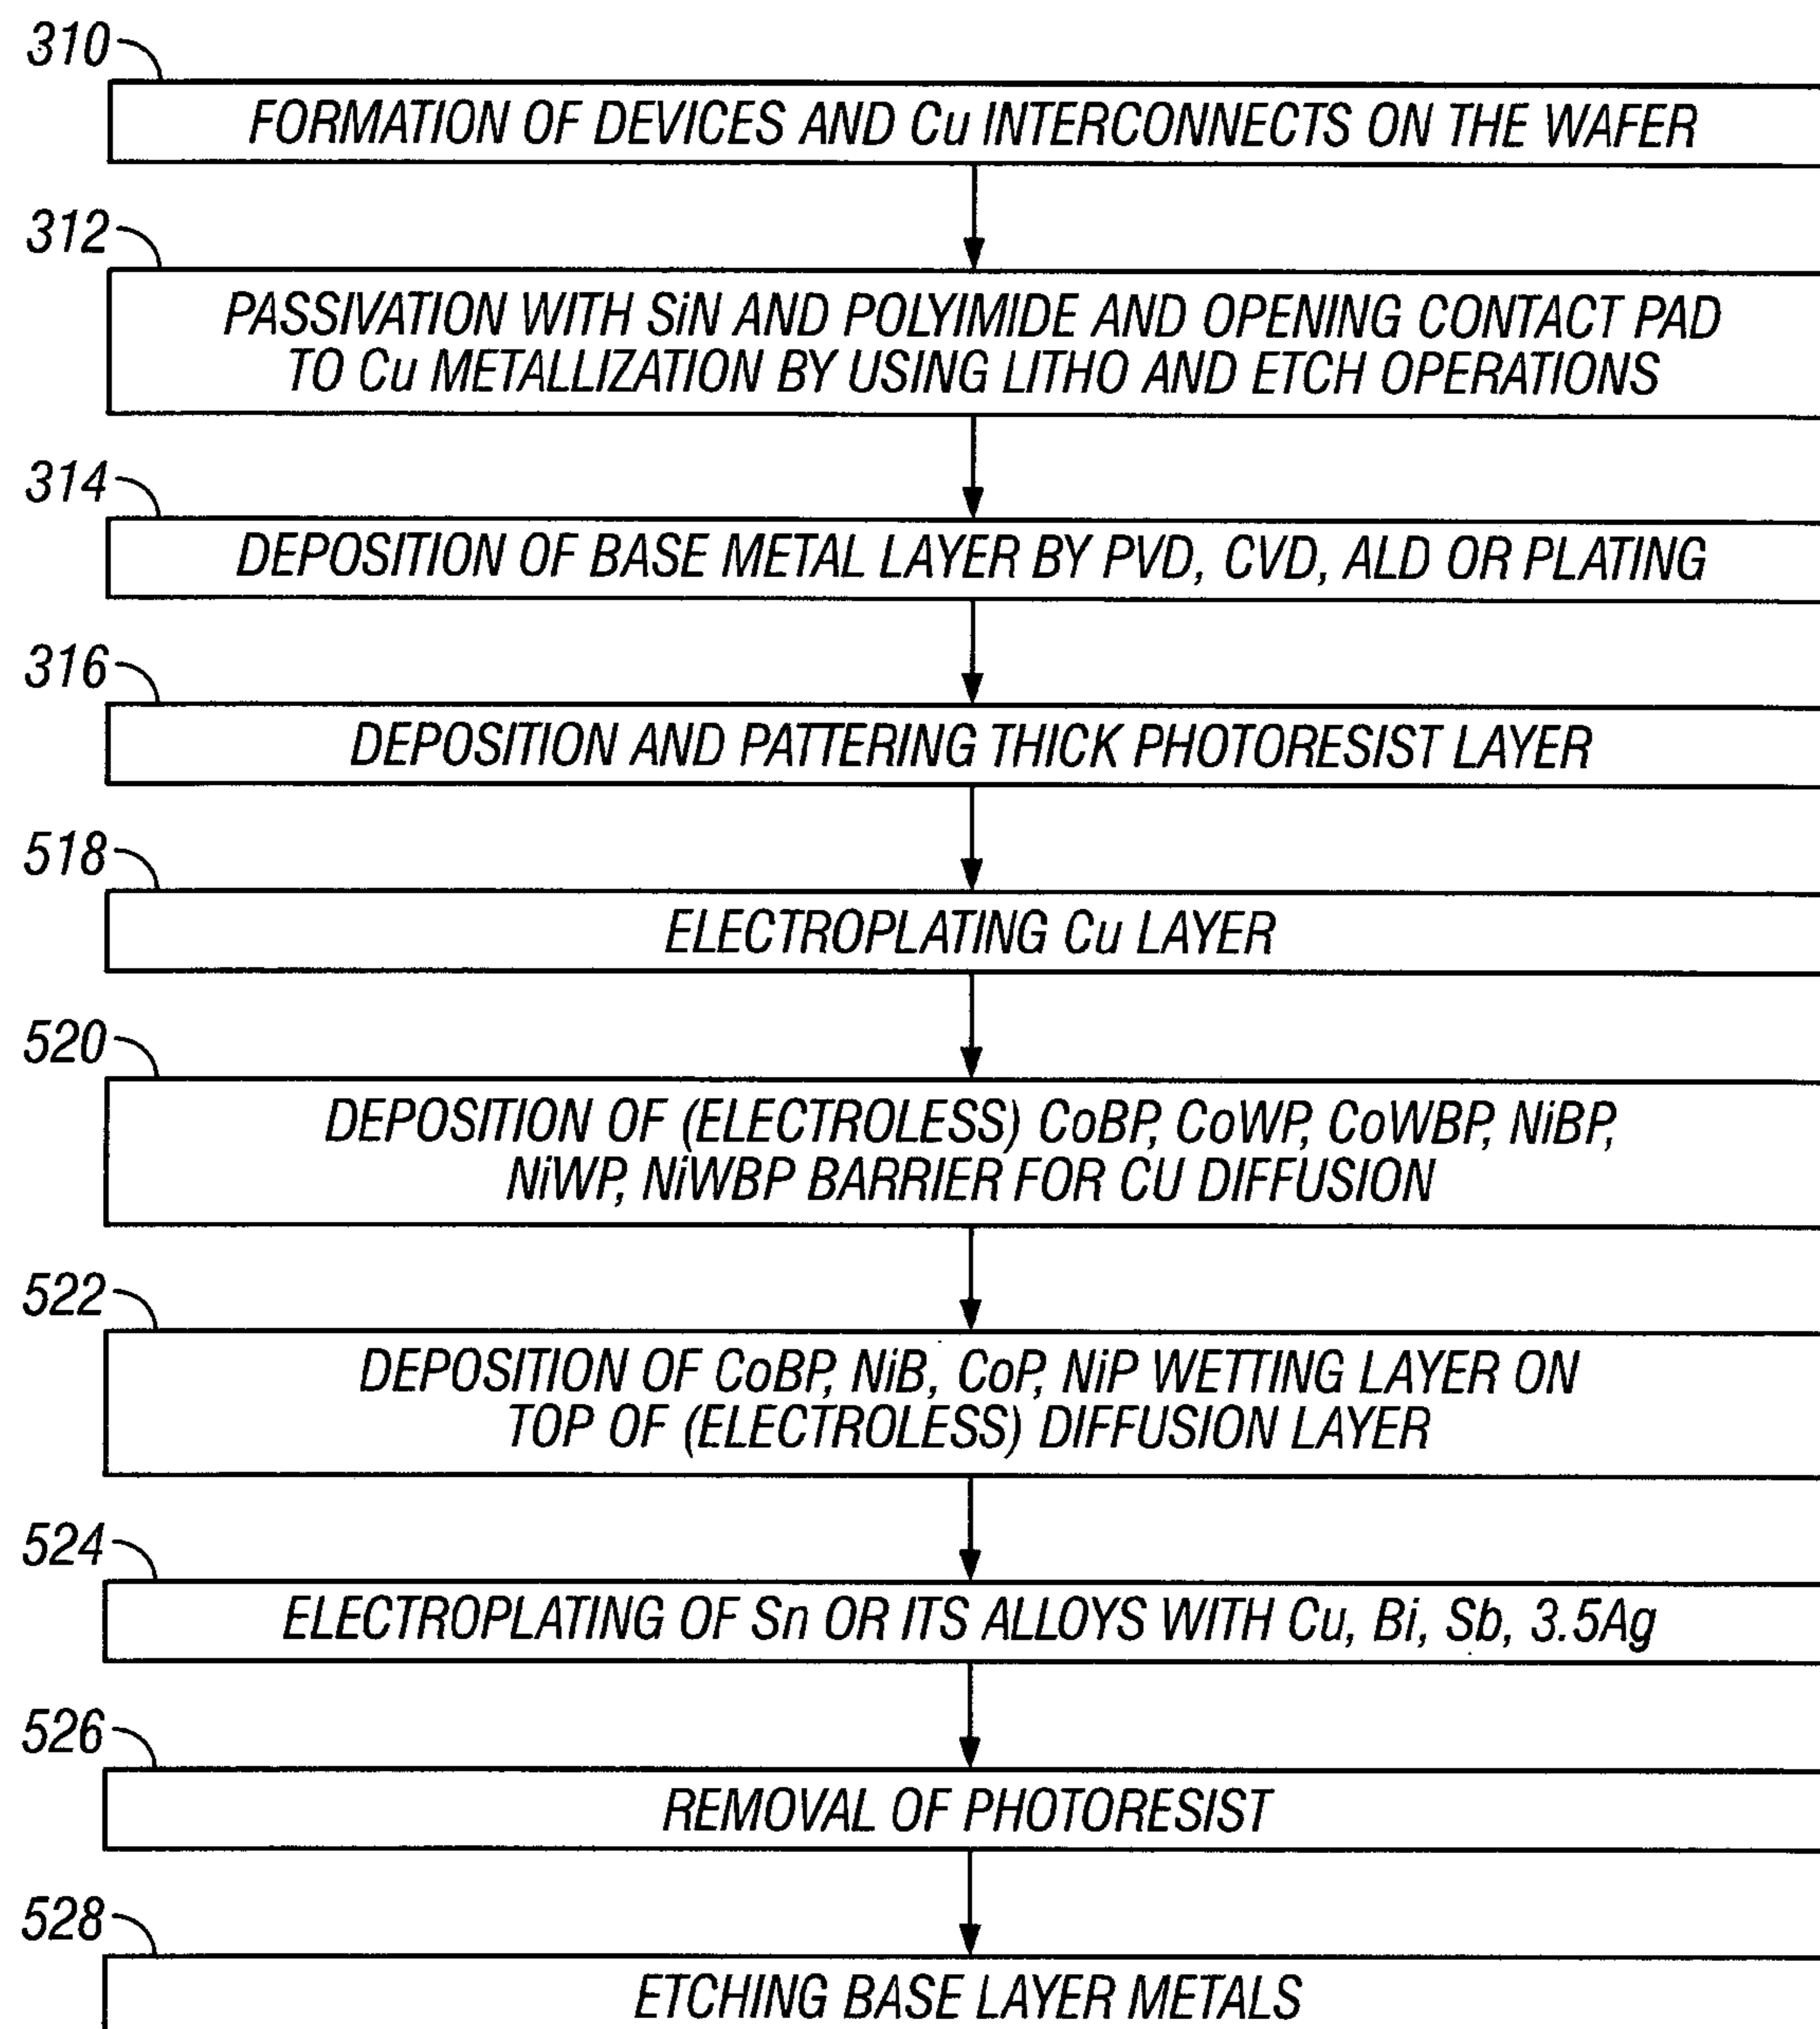 310
FORMATION OF DEVICES AND Cu INTERCONNECTS ON THE WAFER
312
PASSIVATION WITH SiN AND POLYIMIDE AND OPENING CONTACT PAD
TO Cu METALLIZATION BY USING LITHO AND ETCH OPERATIONS
314
DEPOSITION OF BASE METAL LAYER BY PVD, CVD, ALD OR PLATING
316
DEPOSITION AND PATTERING THICK PHOTORESIST LAYER
518
ELECTROPLATING Cu LAYER
520
DEPOSITION OF (ELECTROLESS) CoBP, CoWP, CoWBP, NiBP,
NiWP, NiWBP BARRIER FOR CU DIFFUSION
522
DEPOSITION OF CoBP, NiB, CoP, NiP WETTING LAYER ON
TOP OF (ELECTROLESS) DIFFUSION LAYER
524
ELECTROPLATING OF Sn OR ITS ALLOYS WITH Cu, Bi, Sb, 3.5Ag
526
REMOVAL OF PHOTORESIST
528
ETCHING BASE LAYER METALS